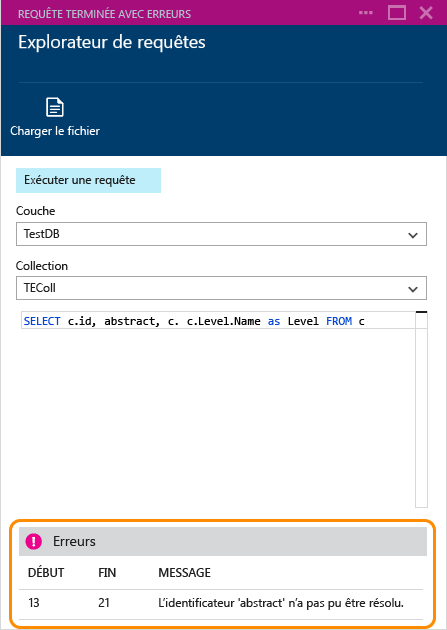 REQUÊTE TERMINÉE AVEC ERREURS
Explorateur de requêtes
Charger le fichier
Exécuter une requête
Couche
TestDB
Collection
TEColl
SELECT c.id, abstract, c. c.Level.Name as Level FROM c
Erreurs
DÉBUT FIN MESSAGE
13 21 L'identificateur 'abstract' n'a pas pu être résolu.